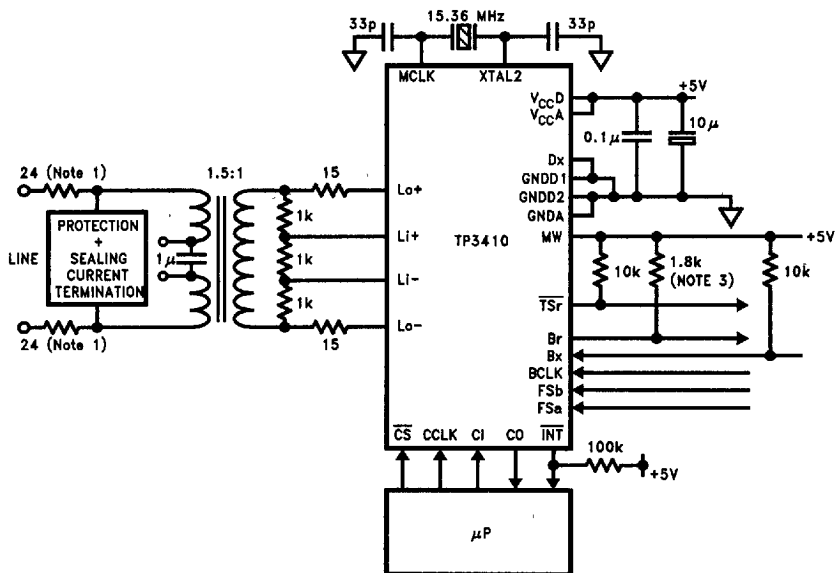 33p
15.36 MHz
33p
MCLK
XTAL2
VCCD
VCCA
+5V
0.1μ
10μ
24 (Note 1)
1.5:1
15
Lo+
Dx
GNDD1
GNDD2
GNDA
PROTECTION
+
SEALING
CURRENT
TERMINATION
LINE
1μ
1k
Li+
1k
Li-
1k
TP3410
MW
+5V
10k
1.8k
(NOTE 3)
10k
24 (Note 1)
15
Lo-
TSr
Br
Bx
BCLK
FSb
FSa
CS
CCLK
CI
CO
INT
100k
+5V
μP